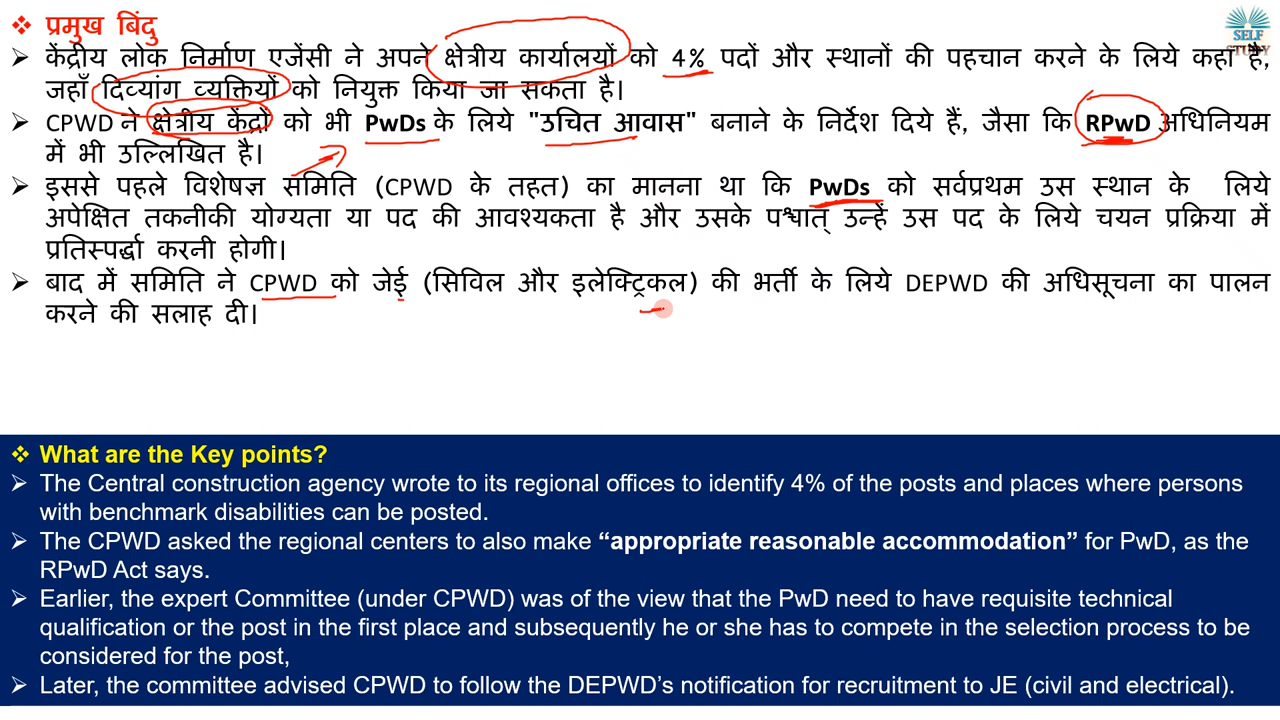 ❖ प्रमुख बिंदु
SELF
STUDY
➢ केंद्रीय लोक निर्माण एजेंसी ने अपने क्षेत्रीय कार्यालयों को 4% पदों और स्थानों की पहचान करने के लिये कहा है,
जहाँ दिव्यांग व्यक्तियों को नियुक्त किया जा सकता है।
➢ CPWD ने क्षेत्रीय केंद्रों को भी PwDs के लिये "उचित आवास" बनाने के निर्देश दिये हैं, जैसा कि RPwD अधिनियम
में भी उल्लिखित है।
➢ इससे पहले विशेषज्ञ समिति (CPWD के तहत) का मानना था कि PwDs को सर्वप्रथम उस स्थान के लिये
अपेक्षित तकनीकी योग्यता या पद की आवश्यकता है और उसके पश्चात् उन्हें उस पद के लिये चयन प्रक्रिया में
प्रतिस्पर्द्धा करनी होगी।
➢ बाद में समिति ने CPWD को जेई (सिविल और इलेक्ट्रिकल) की भर्ती के लिये DEPWD की अधिसूचना का पालन
करने की सलाह दी।
❖ What are the Key points?
➢ The Central construction agency wrote to its regional offices to identify 4% of the posts and places where persons
with benchmark disabilities can be posted.
➢ The CPWD asked the regional centers to also make “appropriate reasonable accommodation” for PwD, as the
RPwD Act says.
➢ Earlier, the expert Committee (under CPWD) was of the view that the PwD need to have requisite technical
qualification or the post in the first place and subsequently he or she has to compete in the selection process to be
considered for the post,
➢ Later, the committee advised CPWD to follow the DEPWD’s notification for recruitment to JE (civil and electrical).